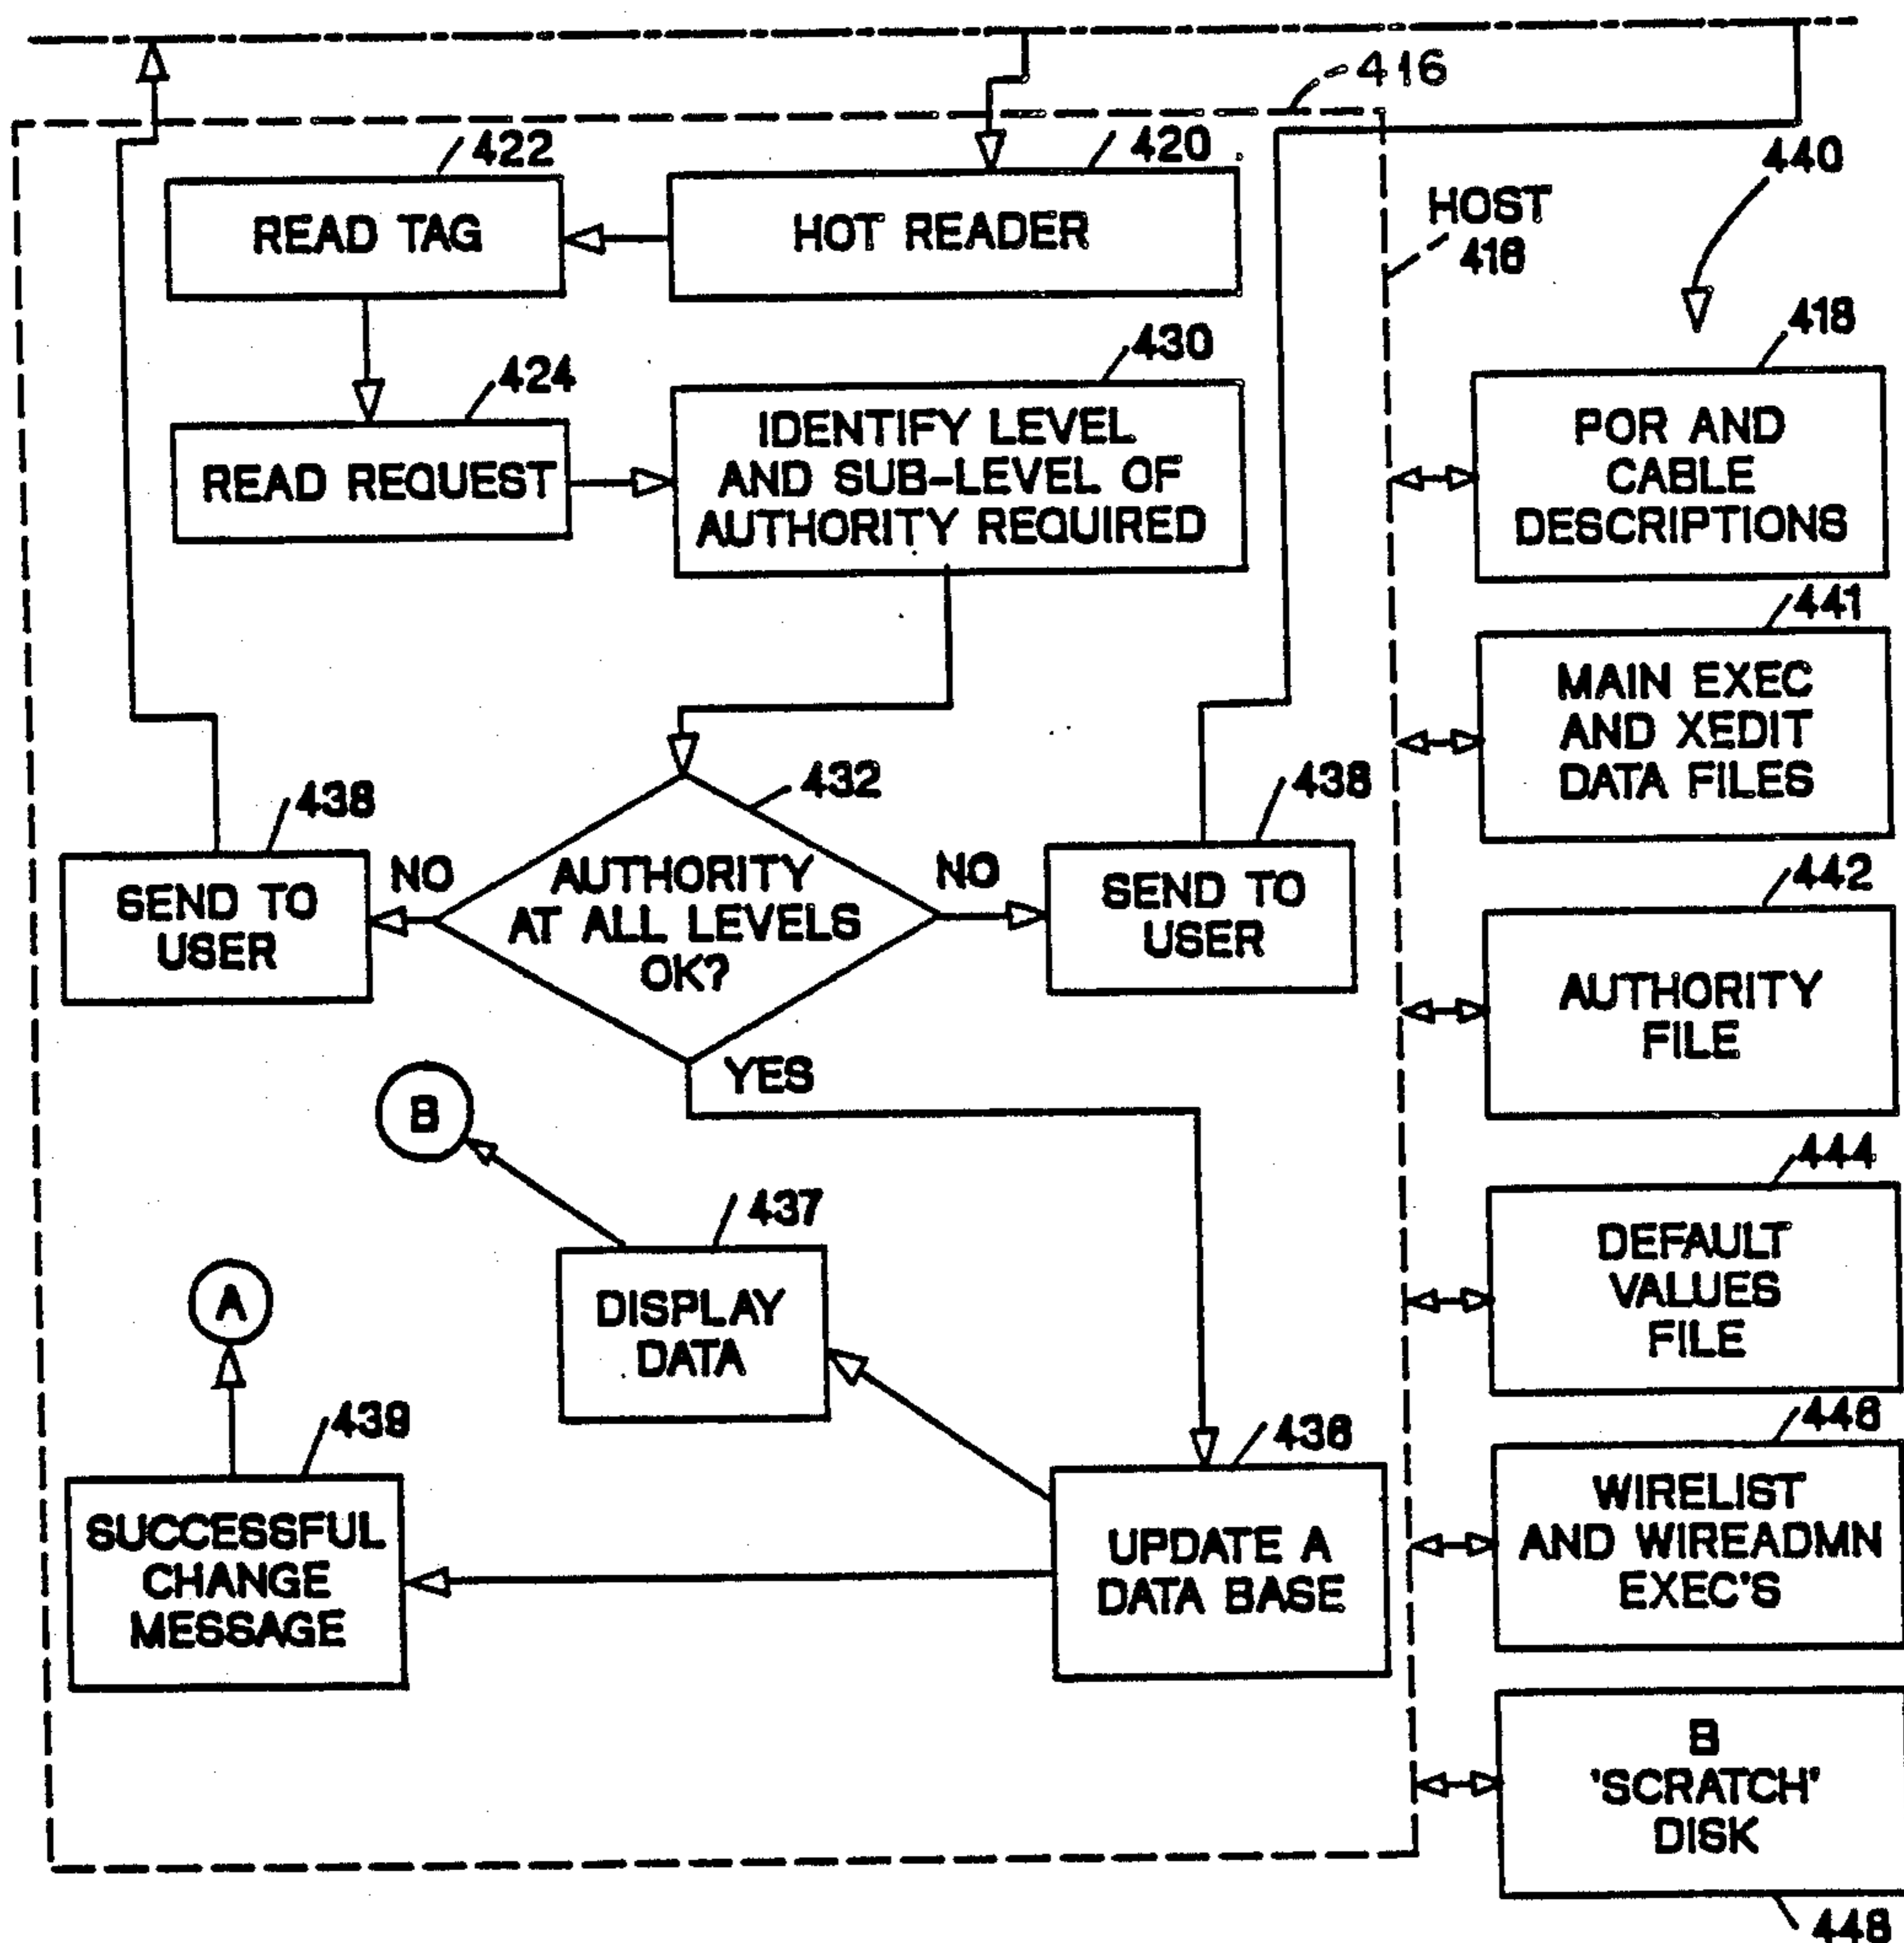 416
422
420
440
READ TAG
HOT READER
HOST
416
418
424
430
READ REQUEST
IDENTIFY LEVEL
AND SUB-LEVEL OF
AUTHORITY REQUIRED
POR AND
CABLE
DESCRIPTIONS
441
MAIN EXEC
AND XEDIT
DATA FILES
438
432
438
SEND TO
USER
NO
AUTHORITY
AT ALL LEVELS
OK?
NO
SEND TO
USER
442
AUTHORITY
FILE
YES
B
444
DEFAULT
VALUES
FILE
437
DISPLAY
DATA
A
439
SUCCESSFUL
CHANGE
MESSAGE
436
UPDATE A
DATA BASE
446
WIRELIST
AND WIREADMN
EXEC'S
B
'SCRATCH'
DISK
448